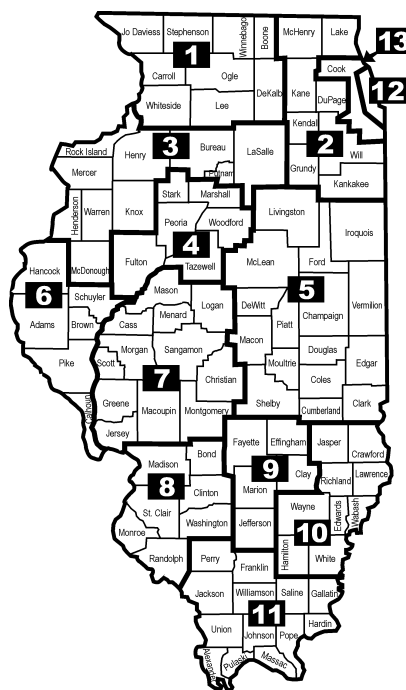 Jo Daviess
Stephenson
Winnebago
Boone
McHenry
Lake
13
1
Carroll
Ogle
Cook
12
Kane
DuPage
DeKalb
Whiteside
Lee
Kendal
2
Will
Grundy
Kankakee
Rock Island
3
Henry
Bureau
Putnam
LaSalle
Mercer
Henderson
Warren
Knox
Stark
Marshall
Peoria
Woodford
4
Tazewell
Fulton
McDonough
Livingston
Iroquois
Ford
McLean
5
Hancock
6
Schuyler
Adams
Brown
Pike
Calhoun
Mason
Logan
Menard
Cass
Morgan
Sangamon
Scott
7
Christian
Greene
Macoupin
Montgomery
Jersey
DeWitt
Piatt
Champaign
Vermilion
Macon
Moultrie
Douglas
Edgar
Coles
Shelby
Cumberland
Clark
Madison
Bond
8
Clinton
St. Clair
Washington
Monroe
Randolph
Fayette
Effingham
9
Clay
Marion
Jefferson
Jasper
Crawford
Richland
Lawrence
Wayne
Edwards
Wabash
10
Hamilton
White
Perry
Franklin
Jackson
Williamson
Saline
Gallatin
11
Union
Johnson
Pope
Hardin
Alexander
Pulaski
Massac